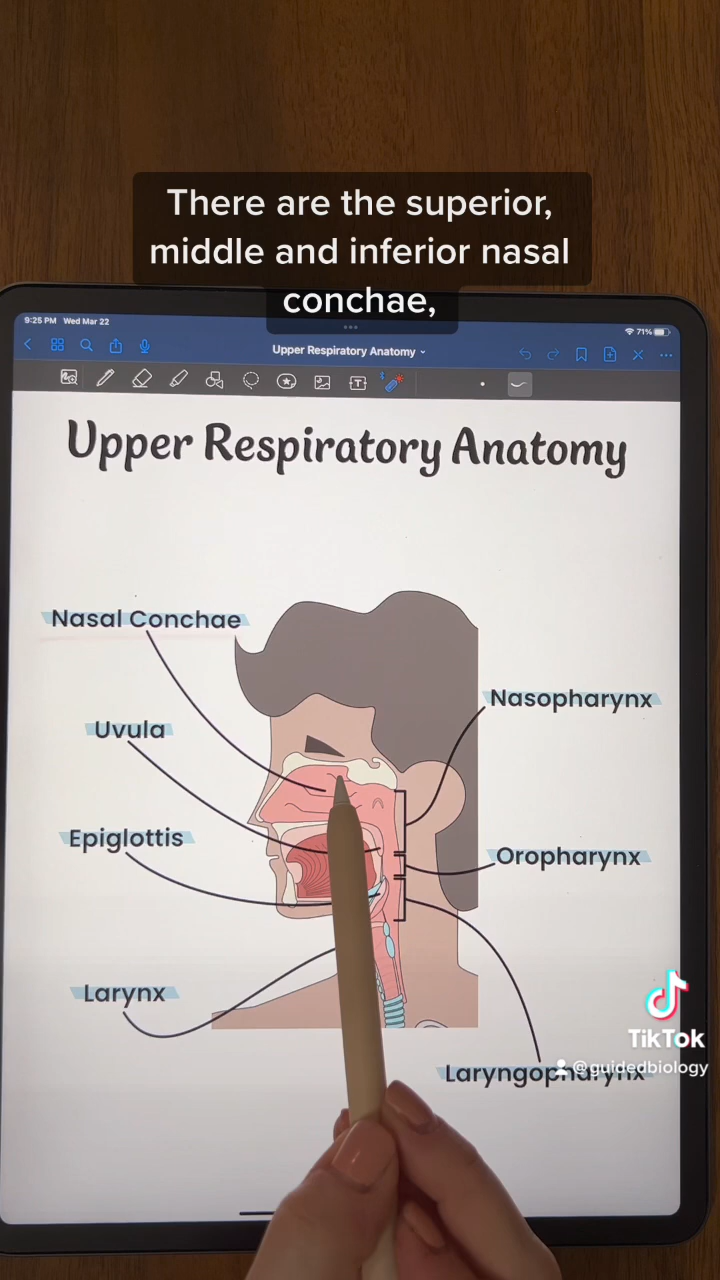 There are the superior,
middle and inferior nasal
conchae,
9:25 PM Wed Mar 22
71%
Upper Respiratory Anatomy
T
Upper Respiratory Anatomy
Nasal Conchae
Nasopharynx
Uvula
Epiglottis
Oropharynx
Larynx
TikTok
@guidedbiology
Laryngopharynx